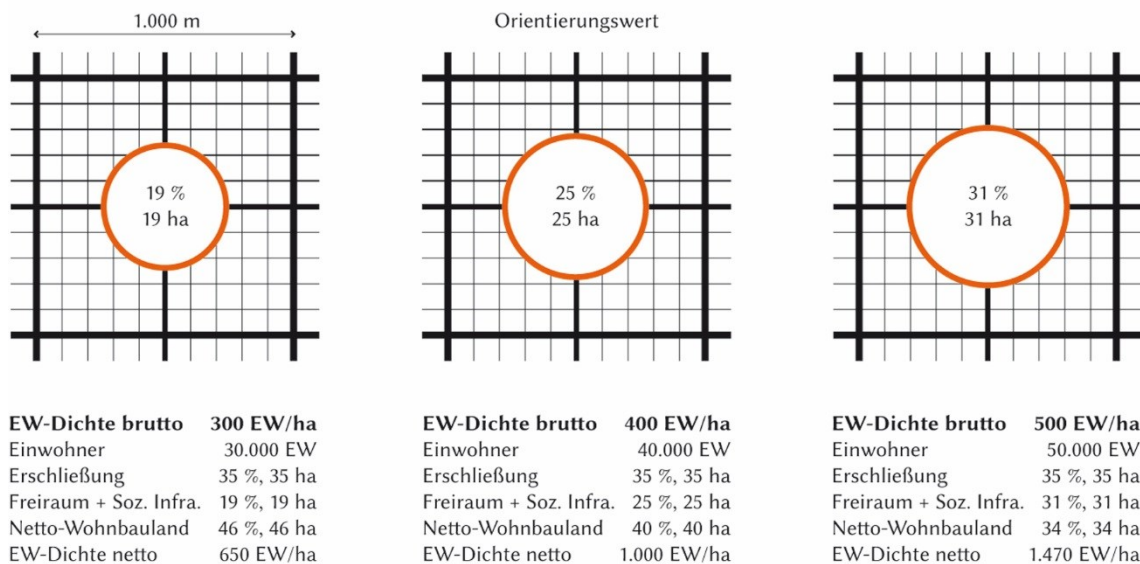 1.000 m
Orientierungswert
19 %
19 ha
25 %
25 ha
31 %
31 ha
EW-Dichte brutto 300 EW/ha
Einwohner 30.000 EW
Erschließung 35 %, 35 ha
Freiraum + Soz. Infra. 19 %, 19 ha
Netto-Wohnbauland 46 %, 46 ha
EW-Dichte netto 650 EW/ha
EW-Dichte brutto 400 EW/ha
Einwohner 40.000 EW
Erschließung 35 %, 35 ha
Freiraum + Soz. Infra. 25 %, 25 ha
Netto-Wohnbauland 40 %, 40 ha
EW-Dichte netto 1.000 EW/ha
EW-Dichte brutto 500 EW/ha
Einwohner 50.000 EW
Erschließung 35 %, 35 ha
Freiraum + Soz. Infra. 31 %, 31 ha
Netto-Wohnbauland 34 %, 34 ha
EW-Dichte netto 1.470 EW/ha